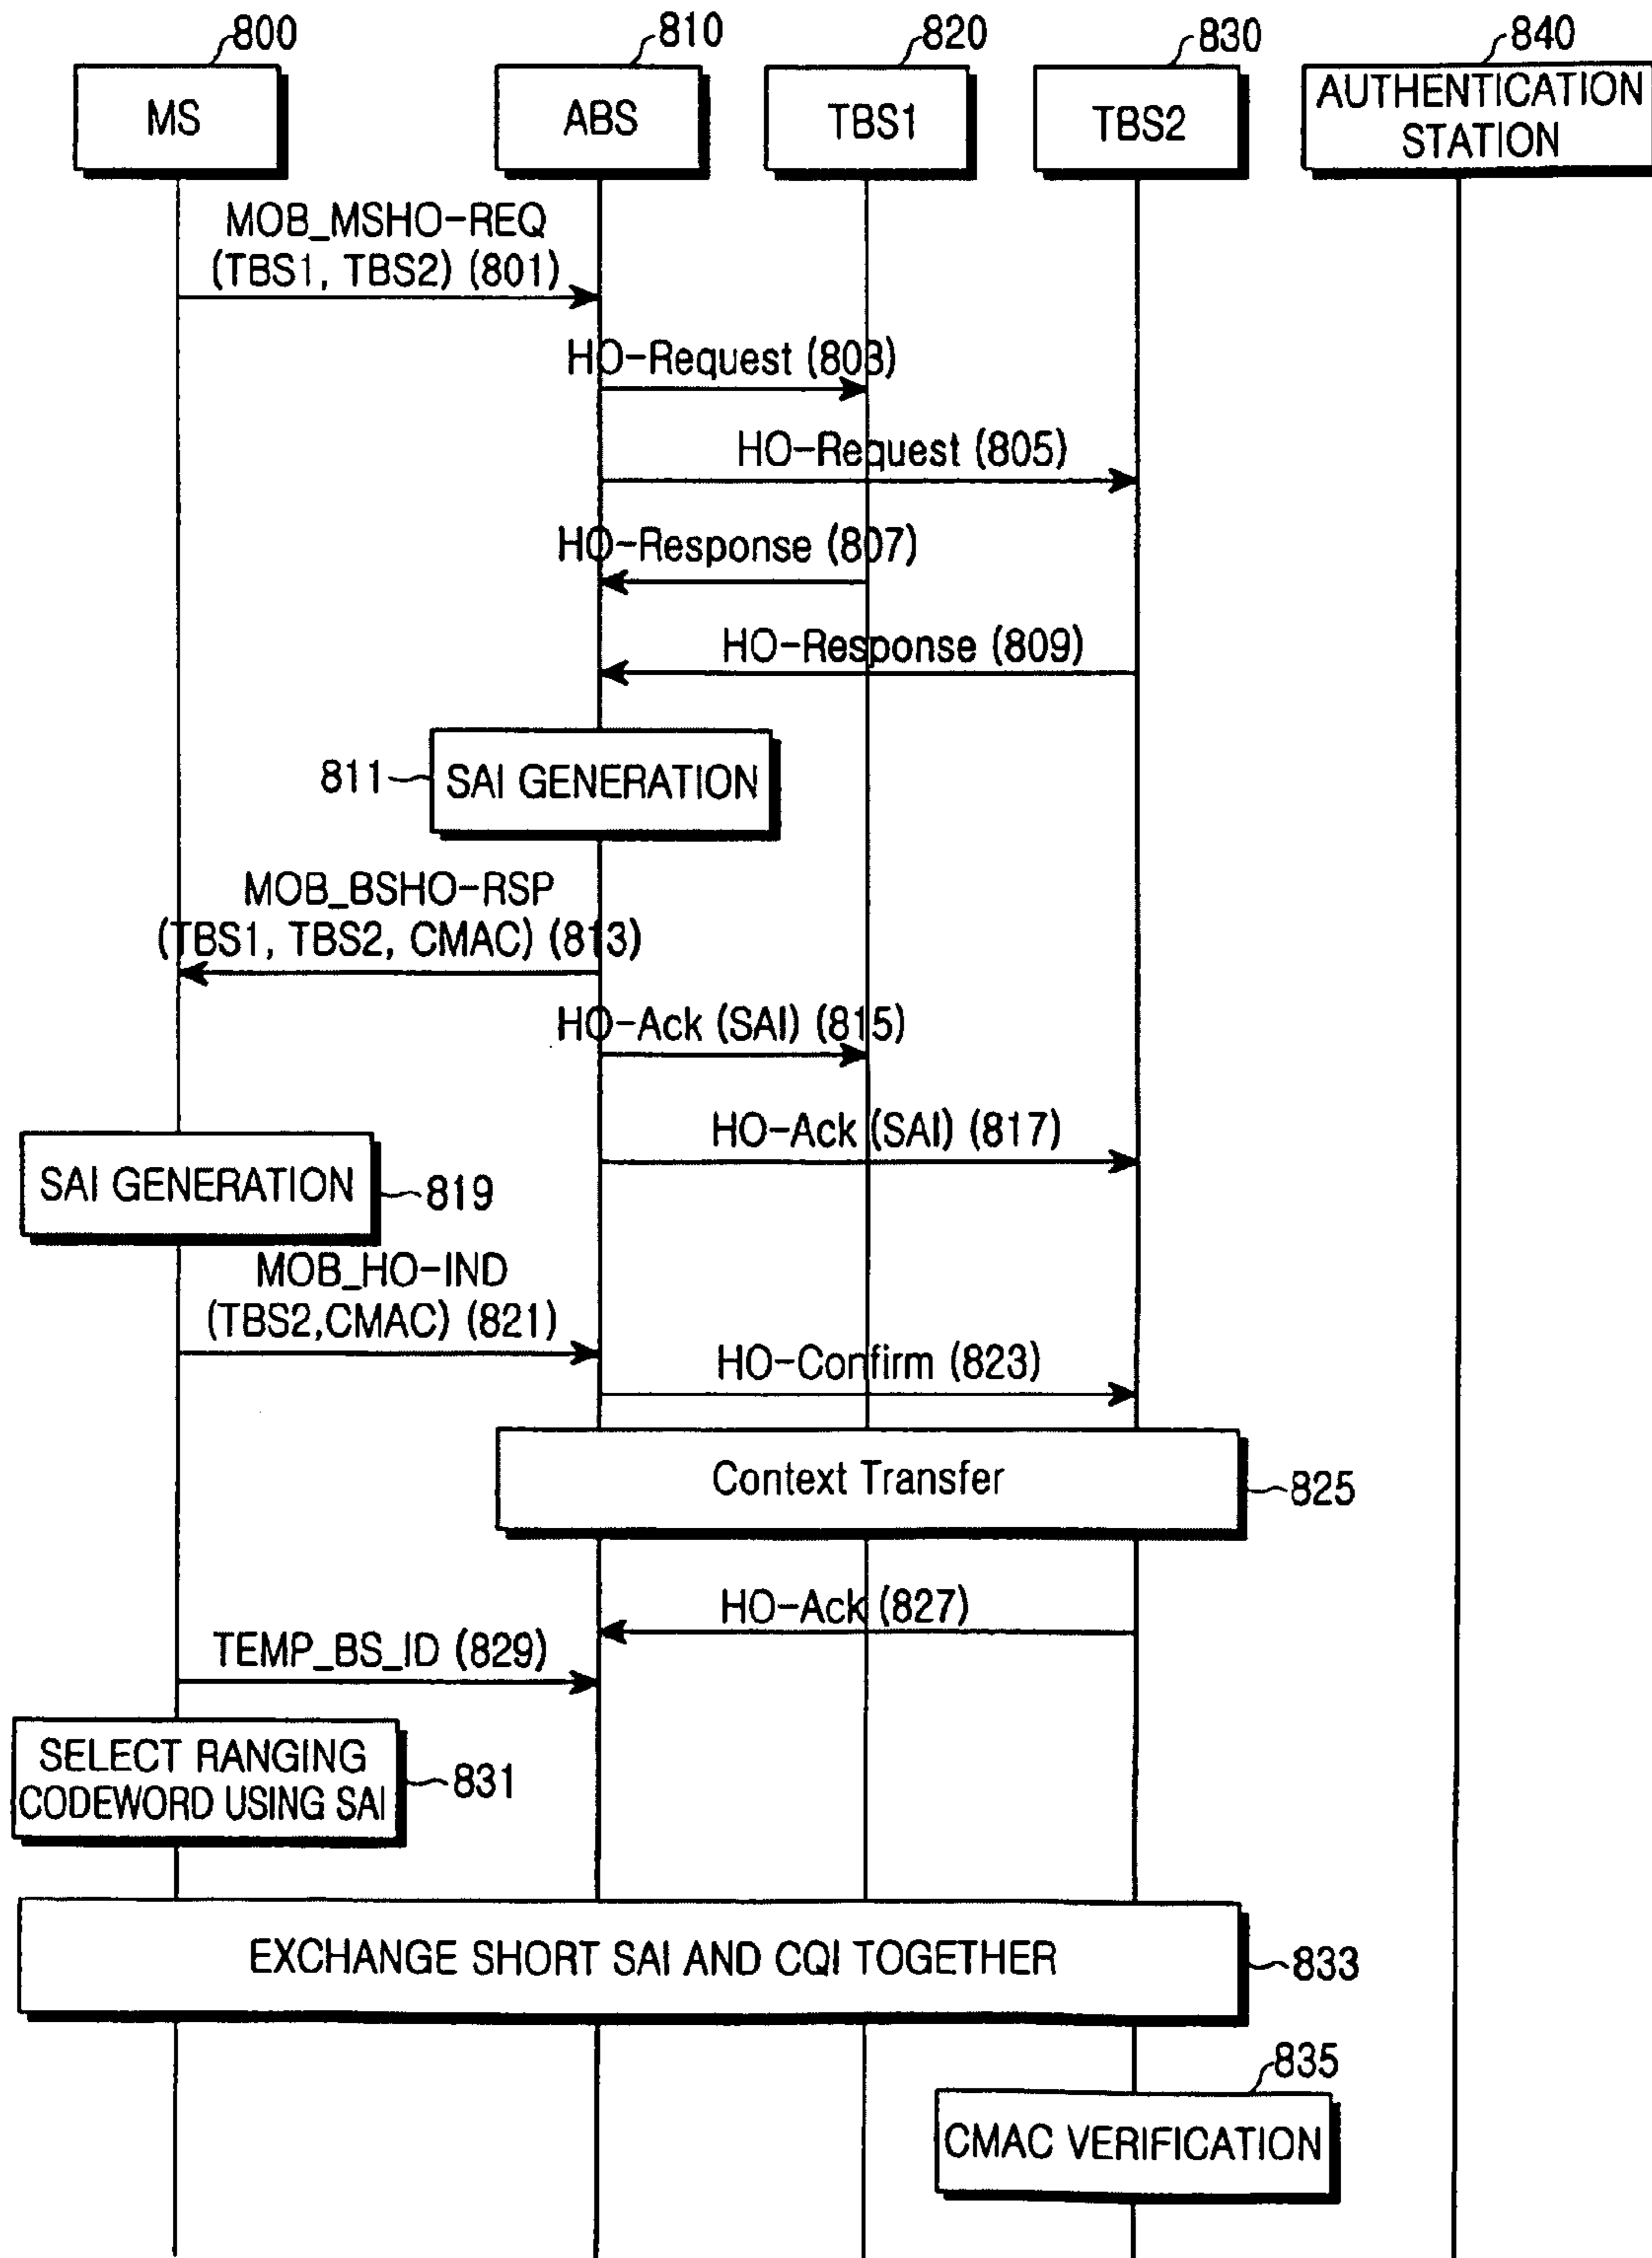 800
810
820
830
840
MS
ABS
TBS1
TBS2
AUTHENTICATION
STATION
MOB_MSHO-REQ
(TBS1, TBS2) (801)
HO-Request (803)
HO-Request (805)
HO-Response (807)
HO-Response (809)
811
SAI GENERATION
MOB_BSHO-RSP
(TBS1, TBS2, CMAC) (813)
HO-Ack (SAI) (815)
HO-Ack (SAI) (817)
SAI GENERATION
819
MOB_HO-IND
(TBS2,CMAC) (821)
HO-Confirm (823)
Context Transfer
825
HO-Ack (827)
TEMP_BS_ID (829)
SELECT RANGING
CODEWORD USING SAI
831
EXCHANGE SHORT SAI AND CQI TOGETHER
833
835
CMAC VERIFICATION